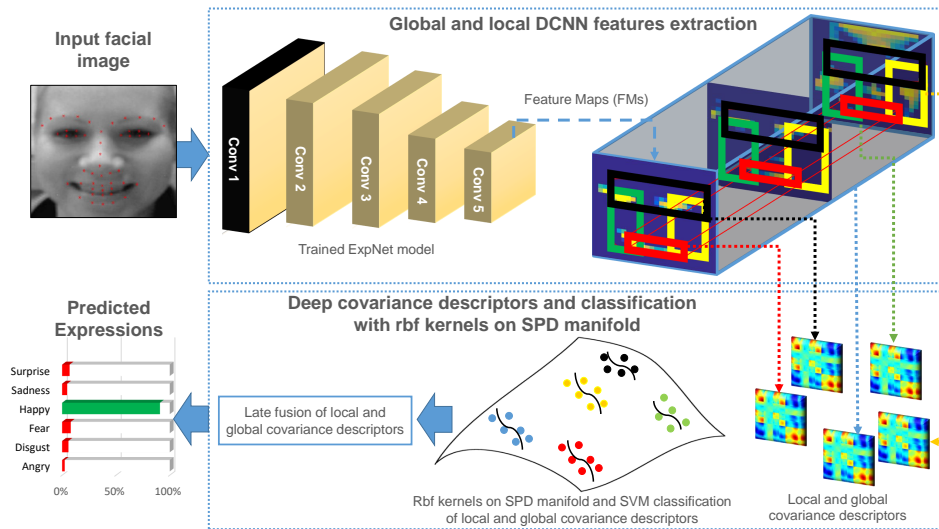 Input facial
image
Global and local DCNN features extraction
Conv 1
Conv 2
Conv 3
Conv 4
Conv 5
Feature Maps (FMs)
Trained ExpNet model
Predicted
Expressions
Surprise
Sadness
Happy
Fear
Disgust
Angry
0%
50%
100%
Deep covariance descriptors and classification
with rbf kernels on SPD manifold
Late fusion of local and
global covariance descriptors
Rbf kernels on SPD manifold and SVM classification
of local and global covariance descriptors
Local and global
covariance descriptors